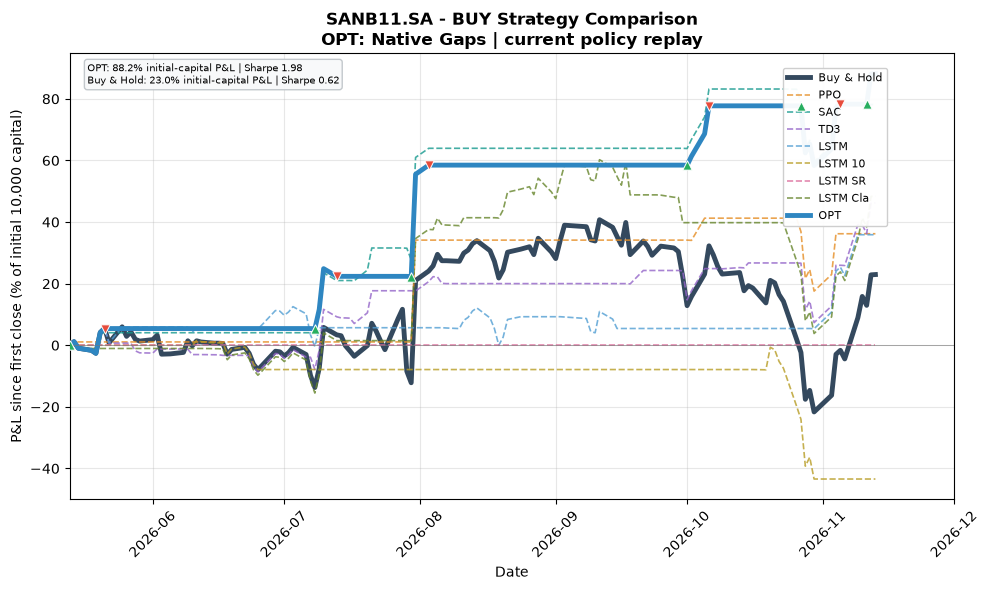 SANB11.SA - BUY Strategy Comparison
OPT: Native Gaps | current policy replay
OPT: 88.2% initial-capital P&L | Sharpe 1.98
Buy & Hold: 23.0% initial-capital P&L | Sharpe 0.62
Buy & Hold
PPO
SAC
TD3
LSTM
LSTM 10
LSTM SR
LSTM Cla
OPT
P&L since first close (% of initial 10,000 capital)
80
60
40
20
0
−20
−40
2026-06
2026-07
2026-08
2026-09
2026-10
2026-11
2026-12
Date